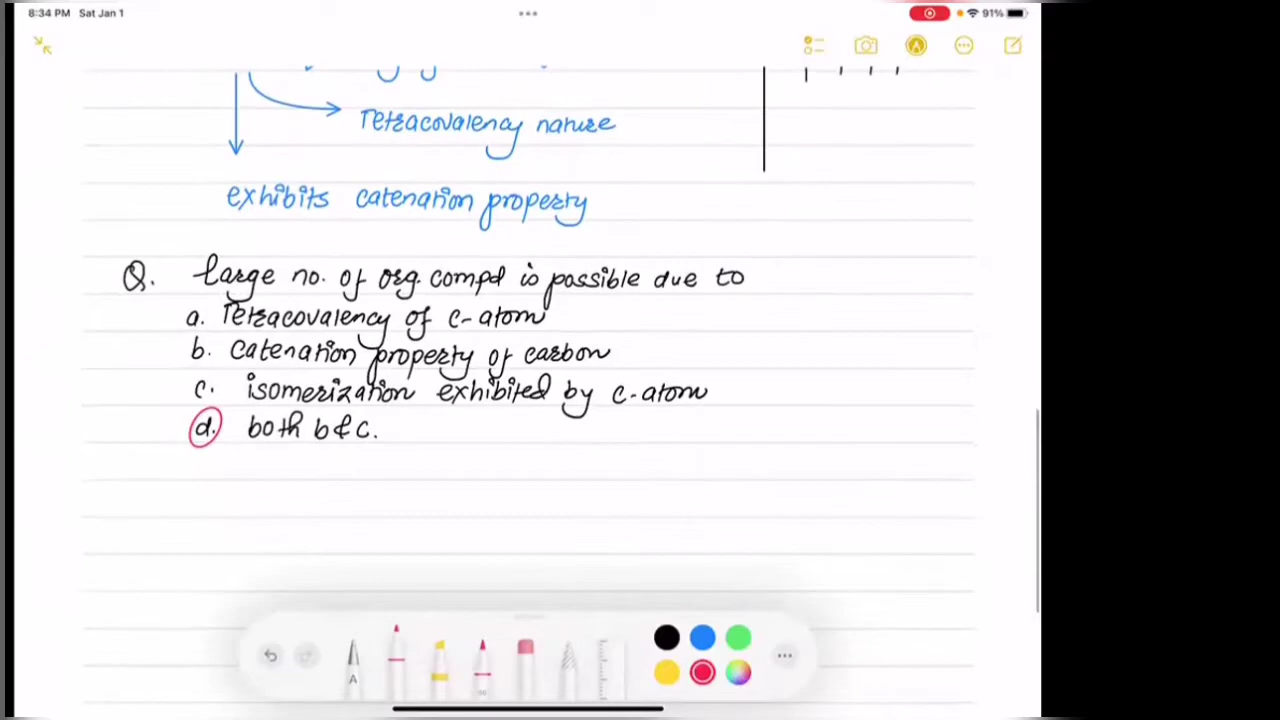 8:34 PM Sat Jan 1
91%
Tetracovalency nature
exhibits catenation property
Q. large no. of org. compd is possible due to
a. Tetracovalency of c-atom
b. catenation property of carbon
c. isomerization exhibited by c-atom
d. both b & c.
A